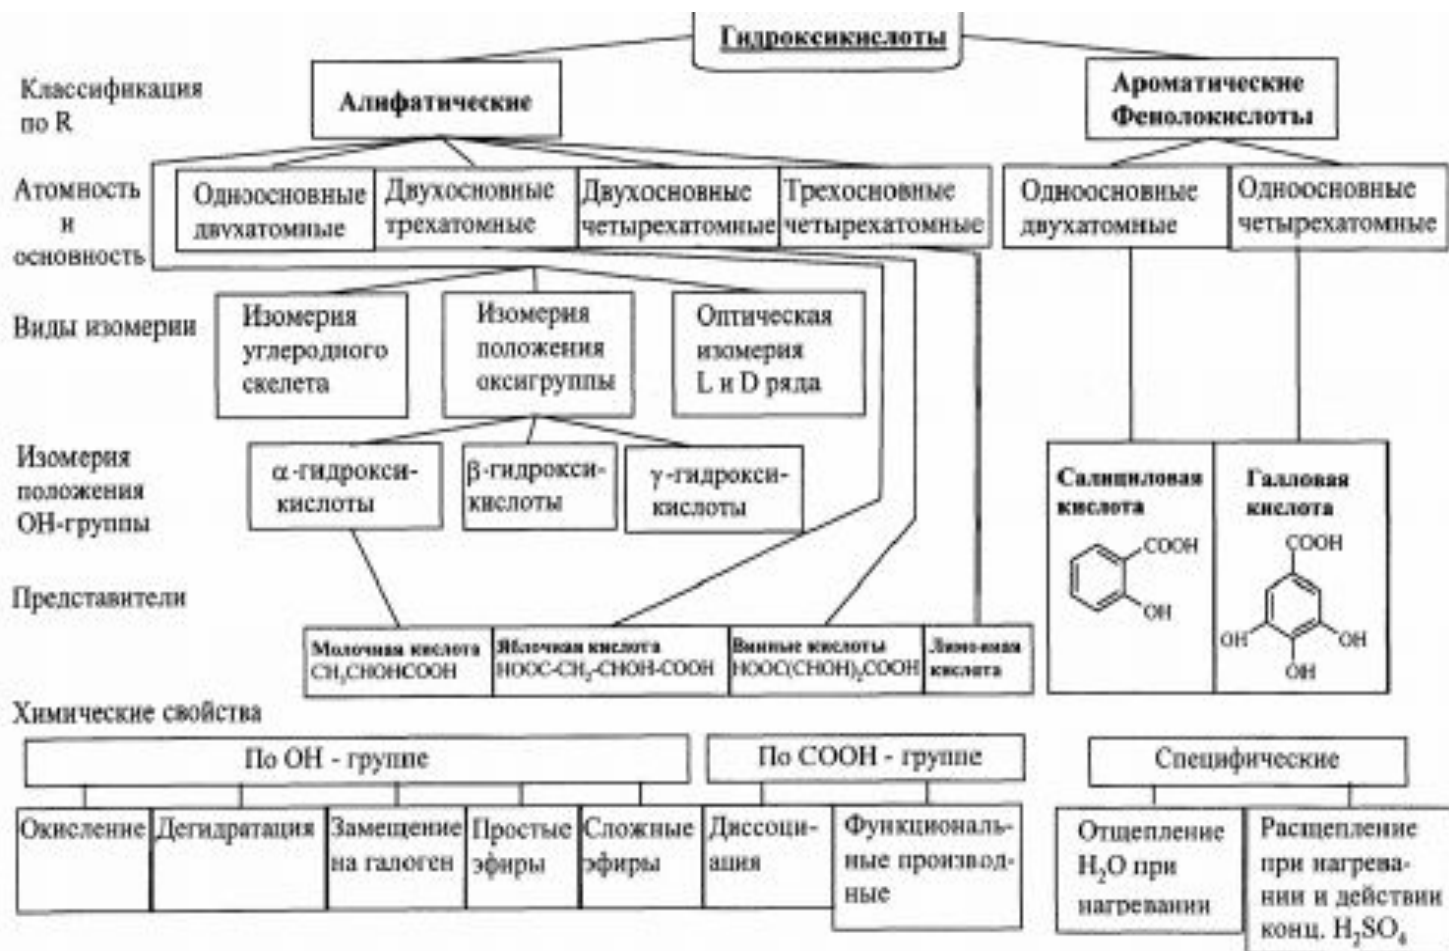 Гидроксикислоты
Классификация
по R
Алифатические
Ароматические
Фенолокислоты
Атомность
и
основность
Одноосновные
двухатомные
Двухосновные
трехатомные
Двухосновные
четырехатомные
Трехосновные
четырехатомные
Одноосновные
двухатомные
Одноосновные
четырехатомные
Виды изомерии
Изомерия
углеродного
скелета
Изомерия
положения
оксигруппы
Оптическая
изомерия
L и D ряда
Изомерия
положения
ОН-группы
α-гидрокси-
кислоты
β-гидрокси-
кислоты
γ-гидрокси-
кислоты
Салициловая
кислота
COOH
OH
Галловая
кислота
COOH
OH
OH
OH
Представители
Молочная кислота
CH₃CHOHCOOH
Яблочная кислота
HOOC-CH₂-CHOH-COOH
Винные кислоты
HOOC(CHOH)₂COOH
Лимонная
кислота
Химические свойства
По ОН - группе
По СООН - группе
Специфические
Окисление
Дегидратация
Замещение
на галоген
Простые
эфиры
Сложные
эфиры
Диссоци-
ация
Функциональ-
ные производ-
ные
Отщепление
H₂O при
нагревании
Расщепление
при нагрева-
нии и действии
конц. H₂SO₄